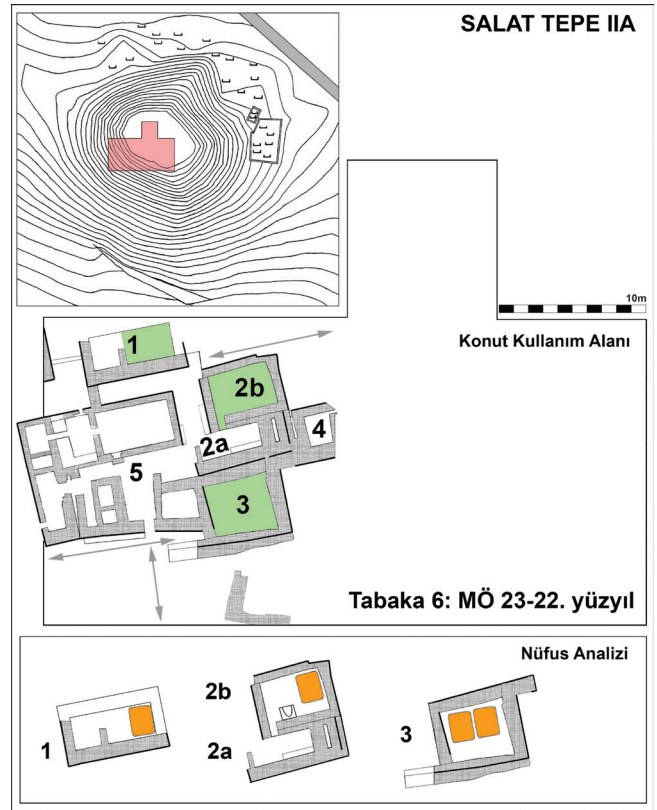 SALAT TEPE IIA
10m
Konut Kullanım Alanı
1
2b
2a
4
5
3
Tabaka 6: MÖ 23-22. yüzyıl
Nüfus Analizi
2b
2a
1
3